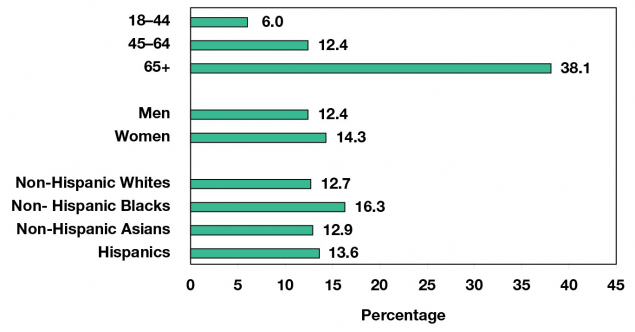 18–44 6.0
45–64 12.4
65+ 38.1
Men 12.4
Women 14.3
Non-Hispanic Whites 12.7
Non- Hispanic Blacks 16.3
Non-Hispanic Asians 12.9
Hispanics 13.6
0 5 10 15 20 25 30 35 40 45
Percentage